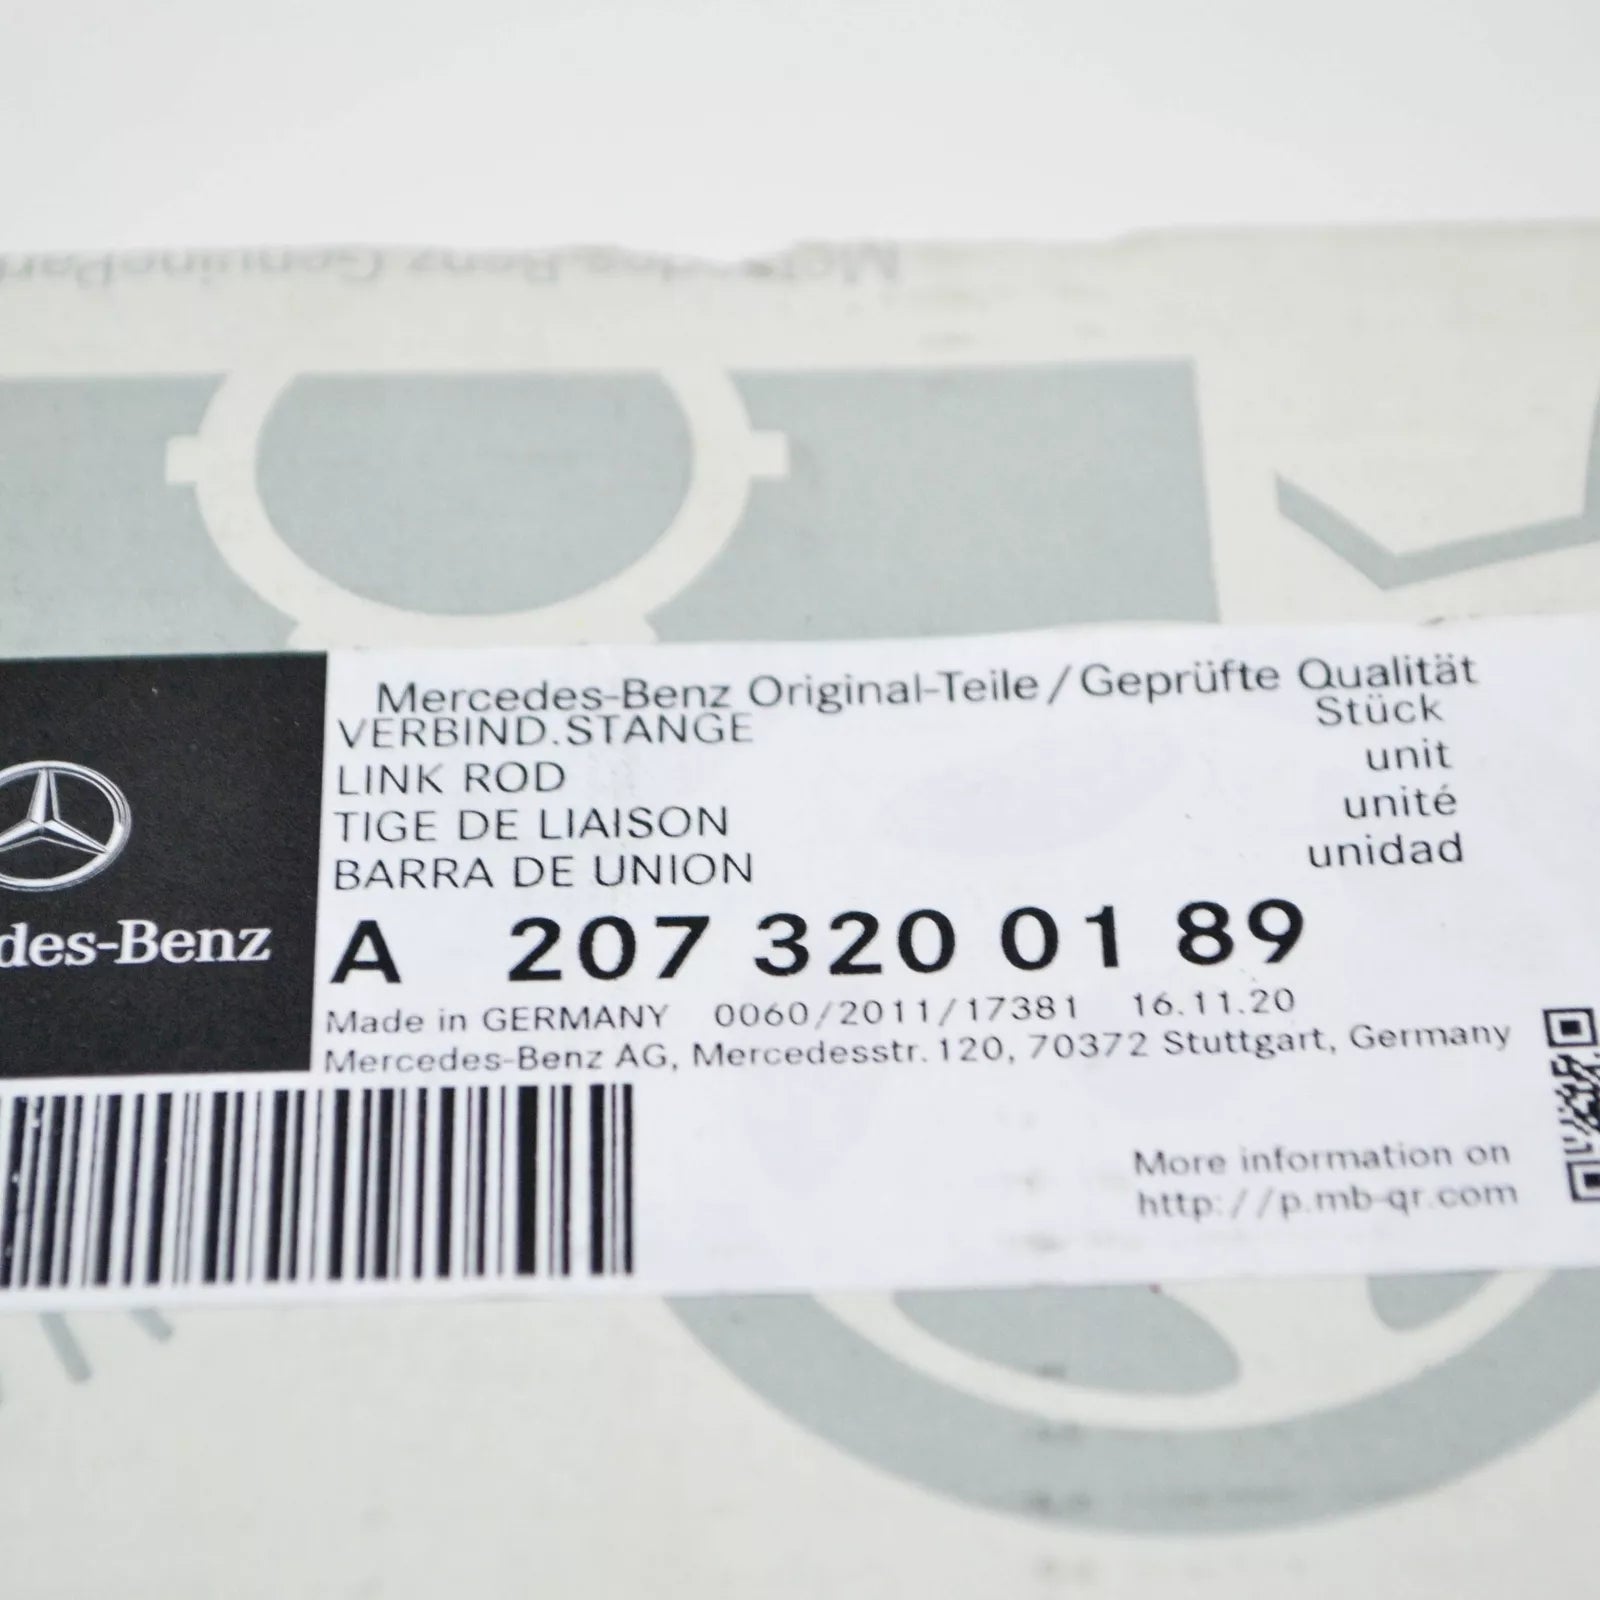 Mercedes-Benz Original-Teile/Geprüfte Qualität
VERBIND.STANGE Stück
LINK ROD unit
TIGE DE LIAISON unité
BARRA DE UNION unidad
des-Benz
A 207 320 01 89
Made in GERMANY 0060/2011/17381 16.11.20
Mercedes-Benz AG, Mercedesstr. 120, 70372 Stuttgart, Germany
More information on
http://p.mb-qr.com